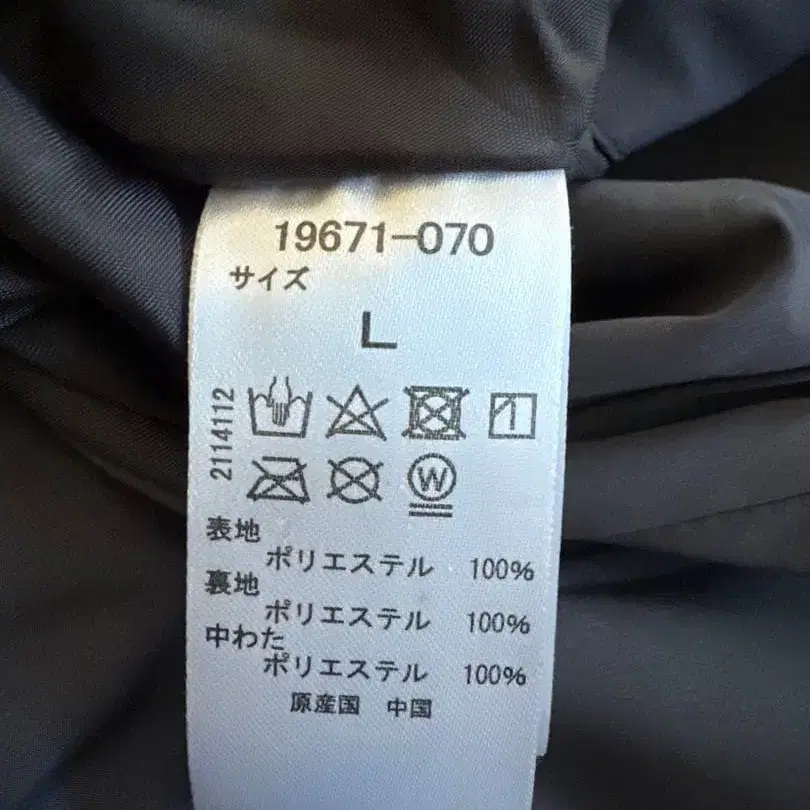 19671-070
サイズ
L
2114112
W
表地
ポリエステル 100%
裏地
ポリエステル 100%
中わた
ポリエステル 100%
原産国 中国